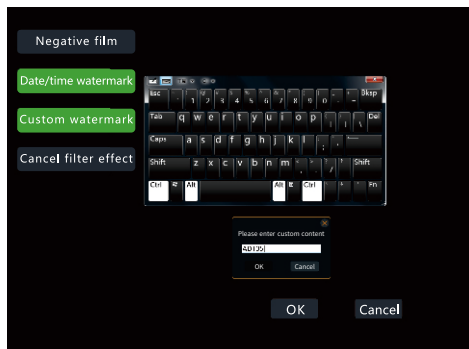 Negative film
Date/time watermark
Custom watermark
Cancel filter effect
Esc 1 2 3 4 5 6 7 8 9 0 Bksp
Tab q w e r t y u i o p Del
Caps a s d f g h j k l
Shift z x c v b n m Shift
Ctrl Alt Alt Ctrl Fn
Please enter custom content
OK Cancel
OK Cancel